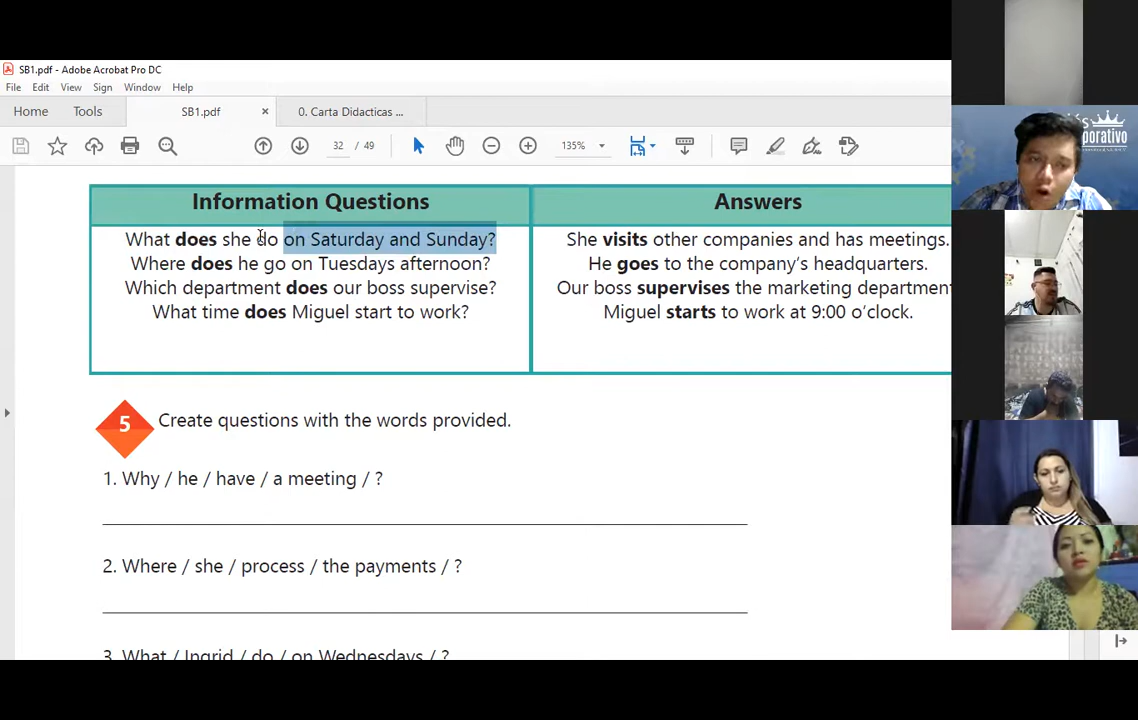 SB1.pdf - Adobe Acrobat Pro DC
File Edit View Sign Window Help
Home Tools SB1.pdf × 0. Carta Didacticas ...
32 / 49 135%
Information Questions Answers
What does she do on Saturday and Sunday? She visits other companies and has meetings.
Where does he go on Tuesdays afternoon? He goes to the company's headquarters.
Which department does our boss supervise? Our boss supervises the marketing department
What time does Miguel start to work? Miguel starts to work at 9:00 o'clock.
5 Create questions with the words provided.
1. Why / he / have / a meeting / ?
2. Where / she / process / the payments / ?
3. What / Ingrid / do / on Wednesdays / ?